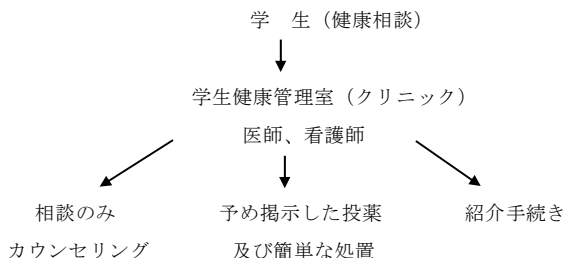 学　生（健康相談）
学生健康管理室（クリニック）
医師、看護師
相談のみ　予め掲示した投薬　紹介手続き
カウンセリング　及び簡単な処置